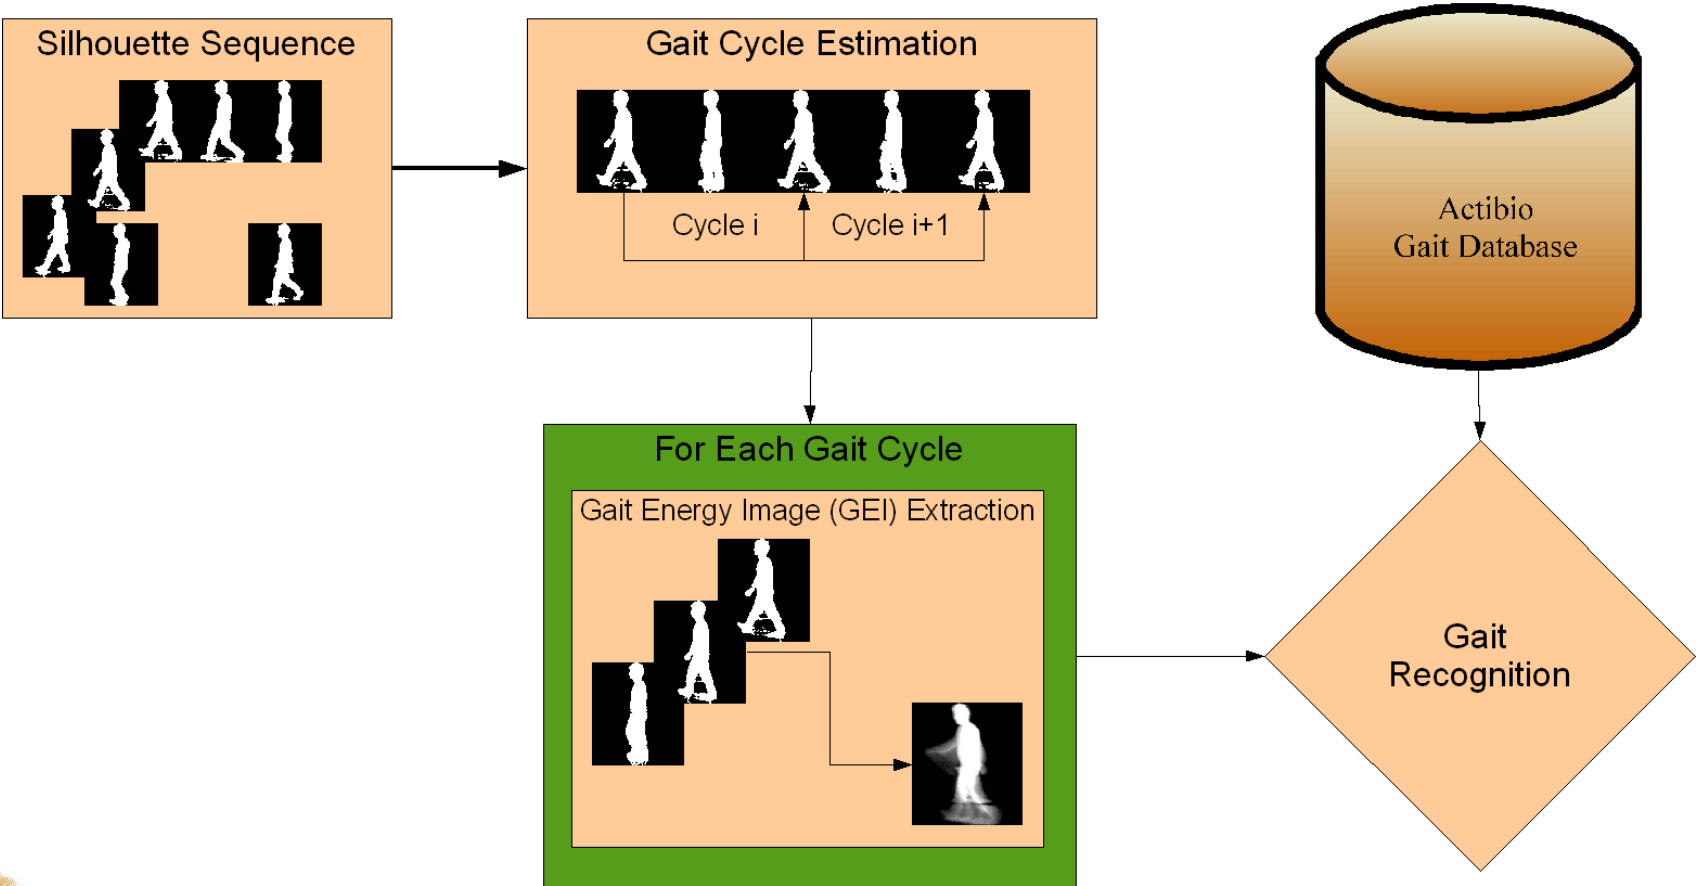 Silhouette Sequence
Gait Cycle Estimation
Cycle i
Cycle i+1
Actibio
Gait Database
For Each Gait Cycle
Gait Energy Image (GEI) Extraction
Gait
Recognition